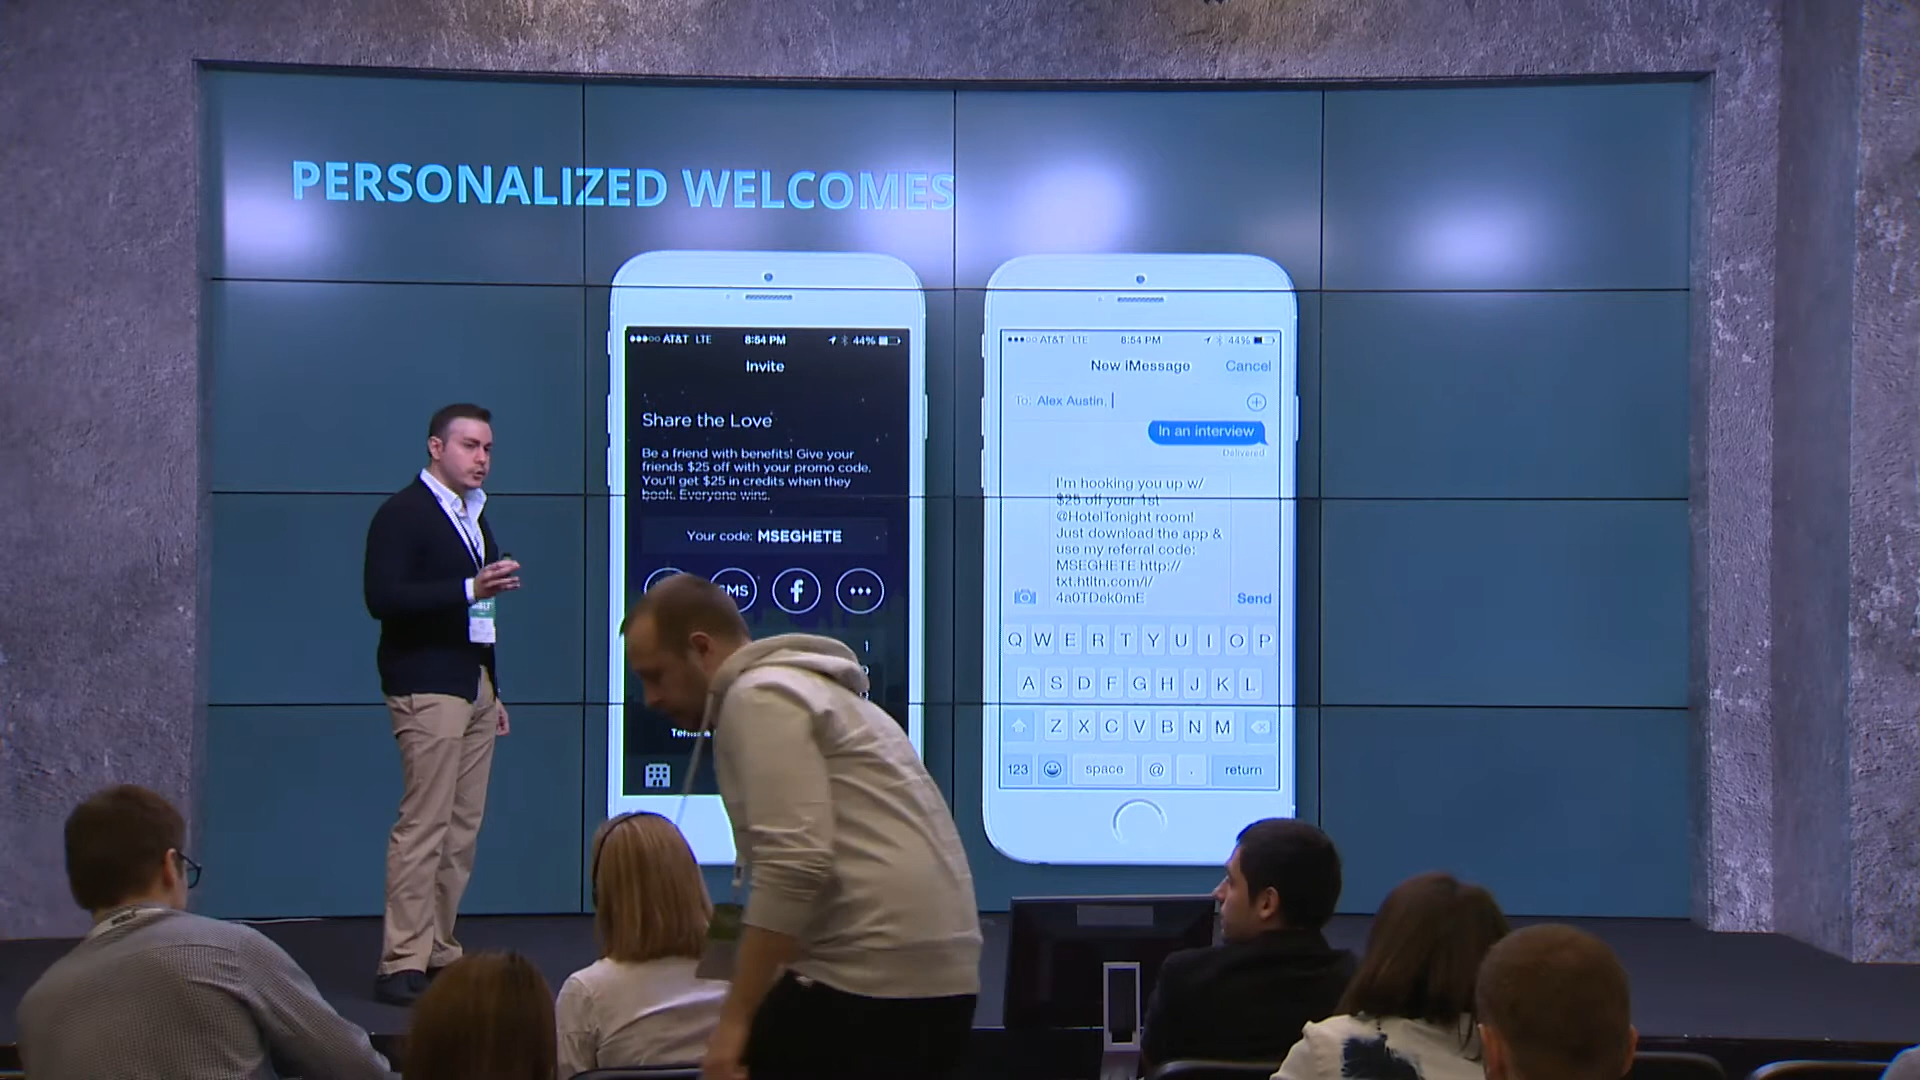 PERSONALIZED WELCOMES
AT&T LTE 8:54 PM 44%
Invite
Share the Love
Be a friend with benefits! Give your
friends $25 off with your promo code.
You'll get $25 in credits when they
book. Everyone wins.
Your code: MSEGHETE
SMS
f
1
AT&T LTE 8:54 PM 44%
New iMessage Cancel
To: Alex Austin,
In an interview
Delivered
I'm hooking you up w/
$25 off your 1st
@HotelTonight room!
Just download the app &
use my referral code:
MSEGHETE http://
txt.htltn.com/i/
4a0TDek0mE
Send
Q W E R T Y U I O P
A S D F G H J K L
Z X C V B N M
123 space @ . return